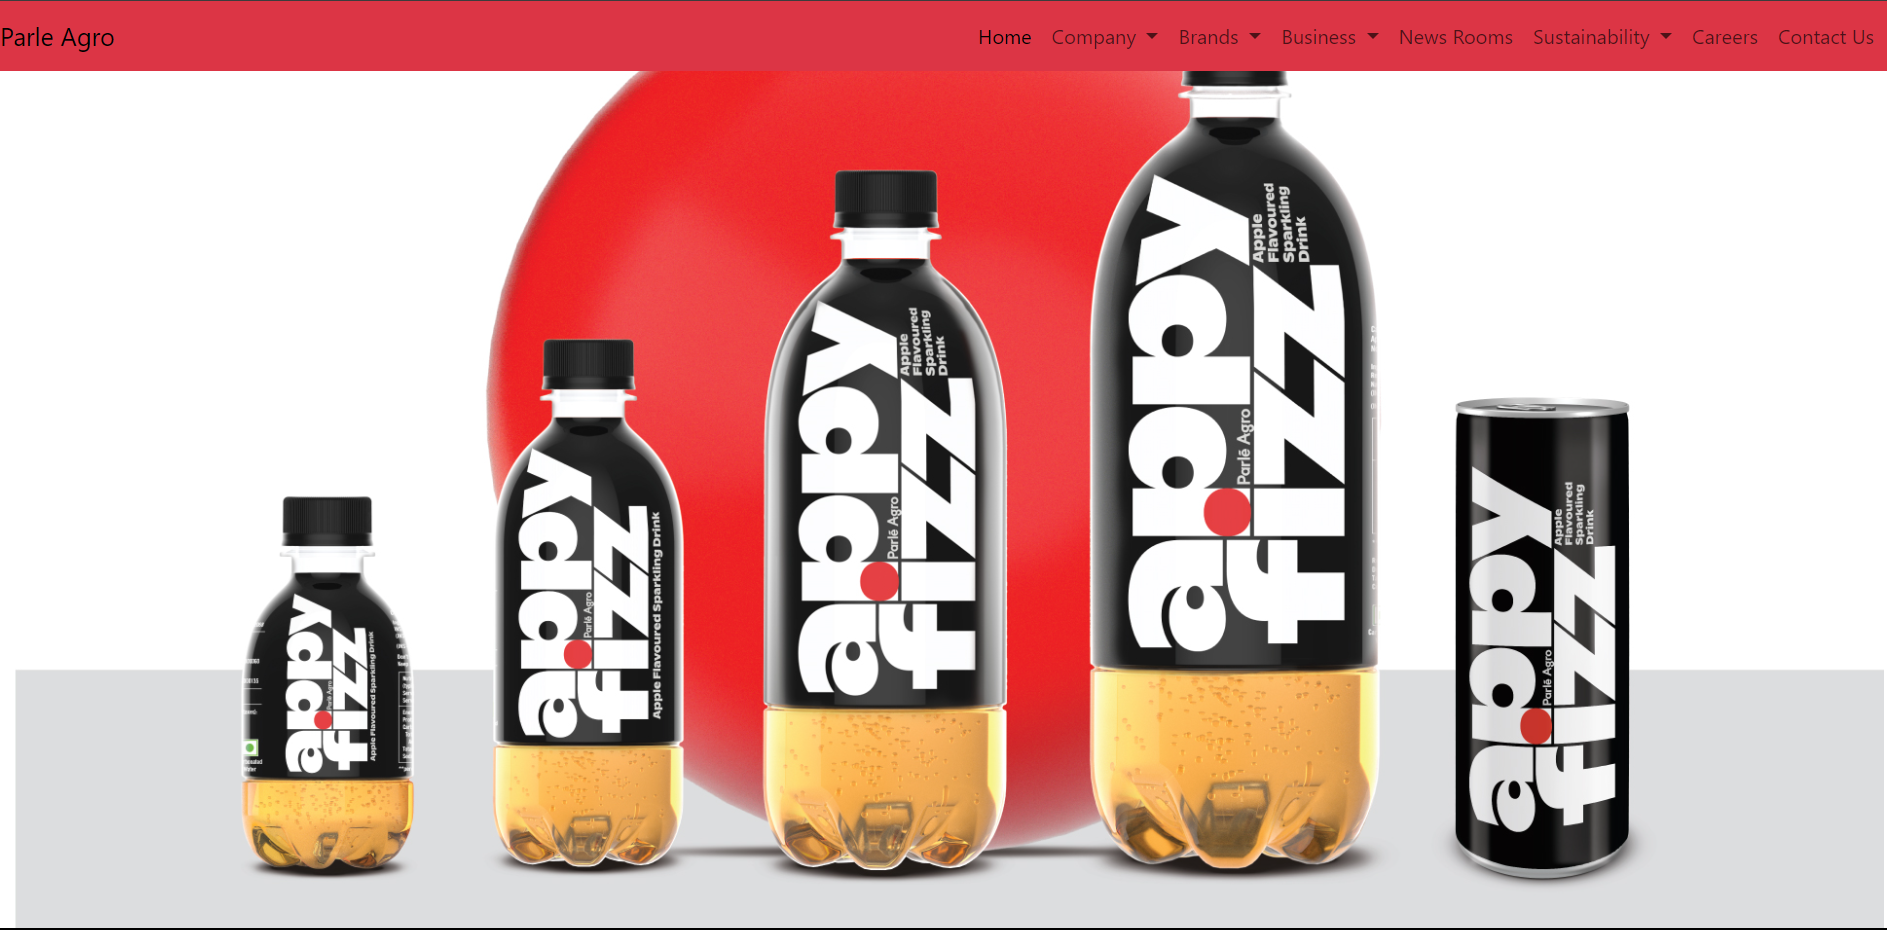 Parle Agro
Home
Company
Brands
Business
News Rooms
Sustainability
Careers
Contact Us
appy
fizz
Parlé Agro
Apple Flavoured Sparkling Drink
appy
fizz
Parlé Agro
Apple Flavoured Sparkling Drink
appy
fizz
Parlé Agro
Apple
Flavoured
Sparkling
Drink
appy
fizz
Parlé Agro
Apple
Flavoured
Sparkling
Drink
appy
fizz
Parlé Agro
Apple
Flavoured
Sparkling
Drink